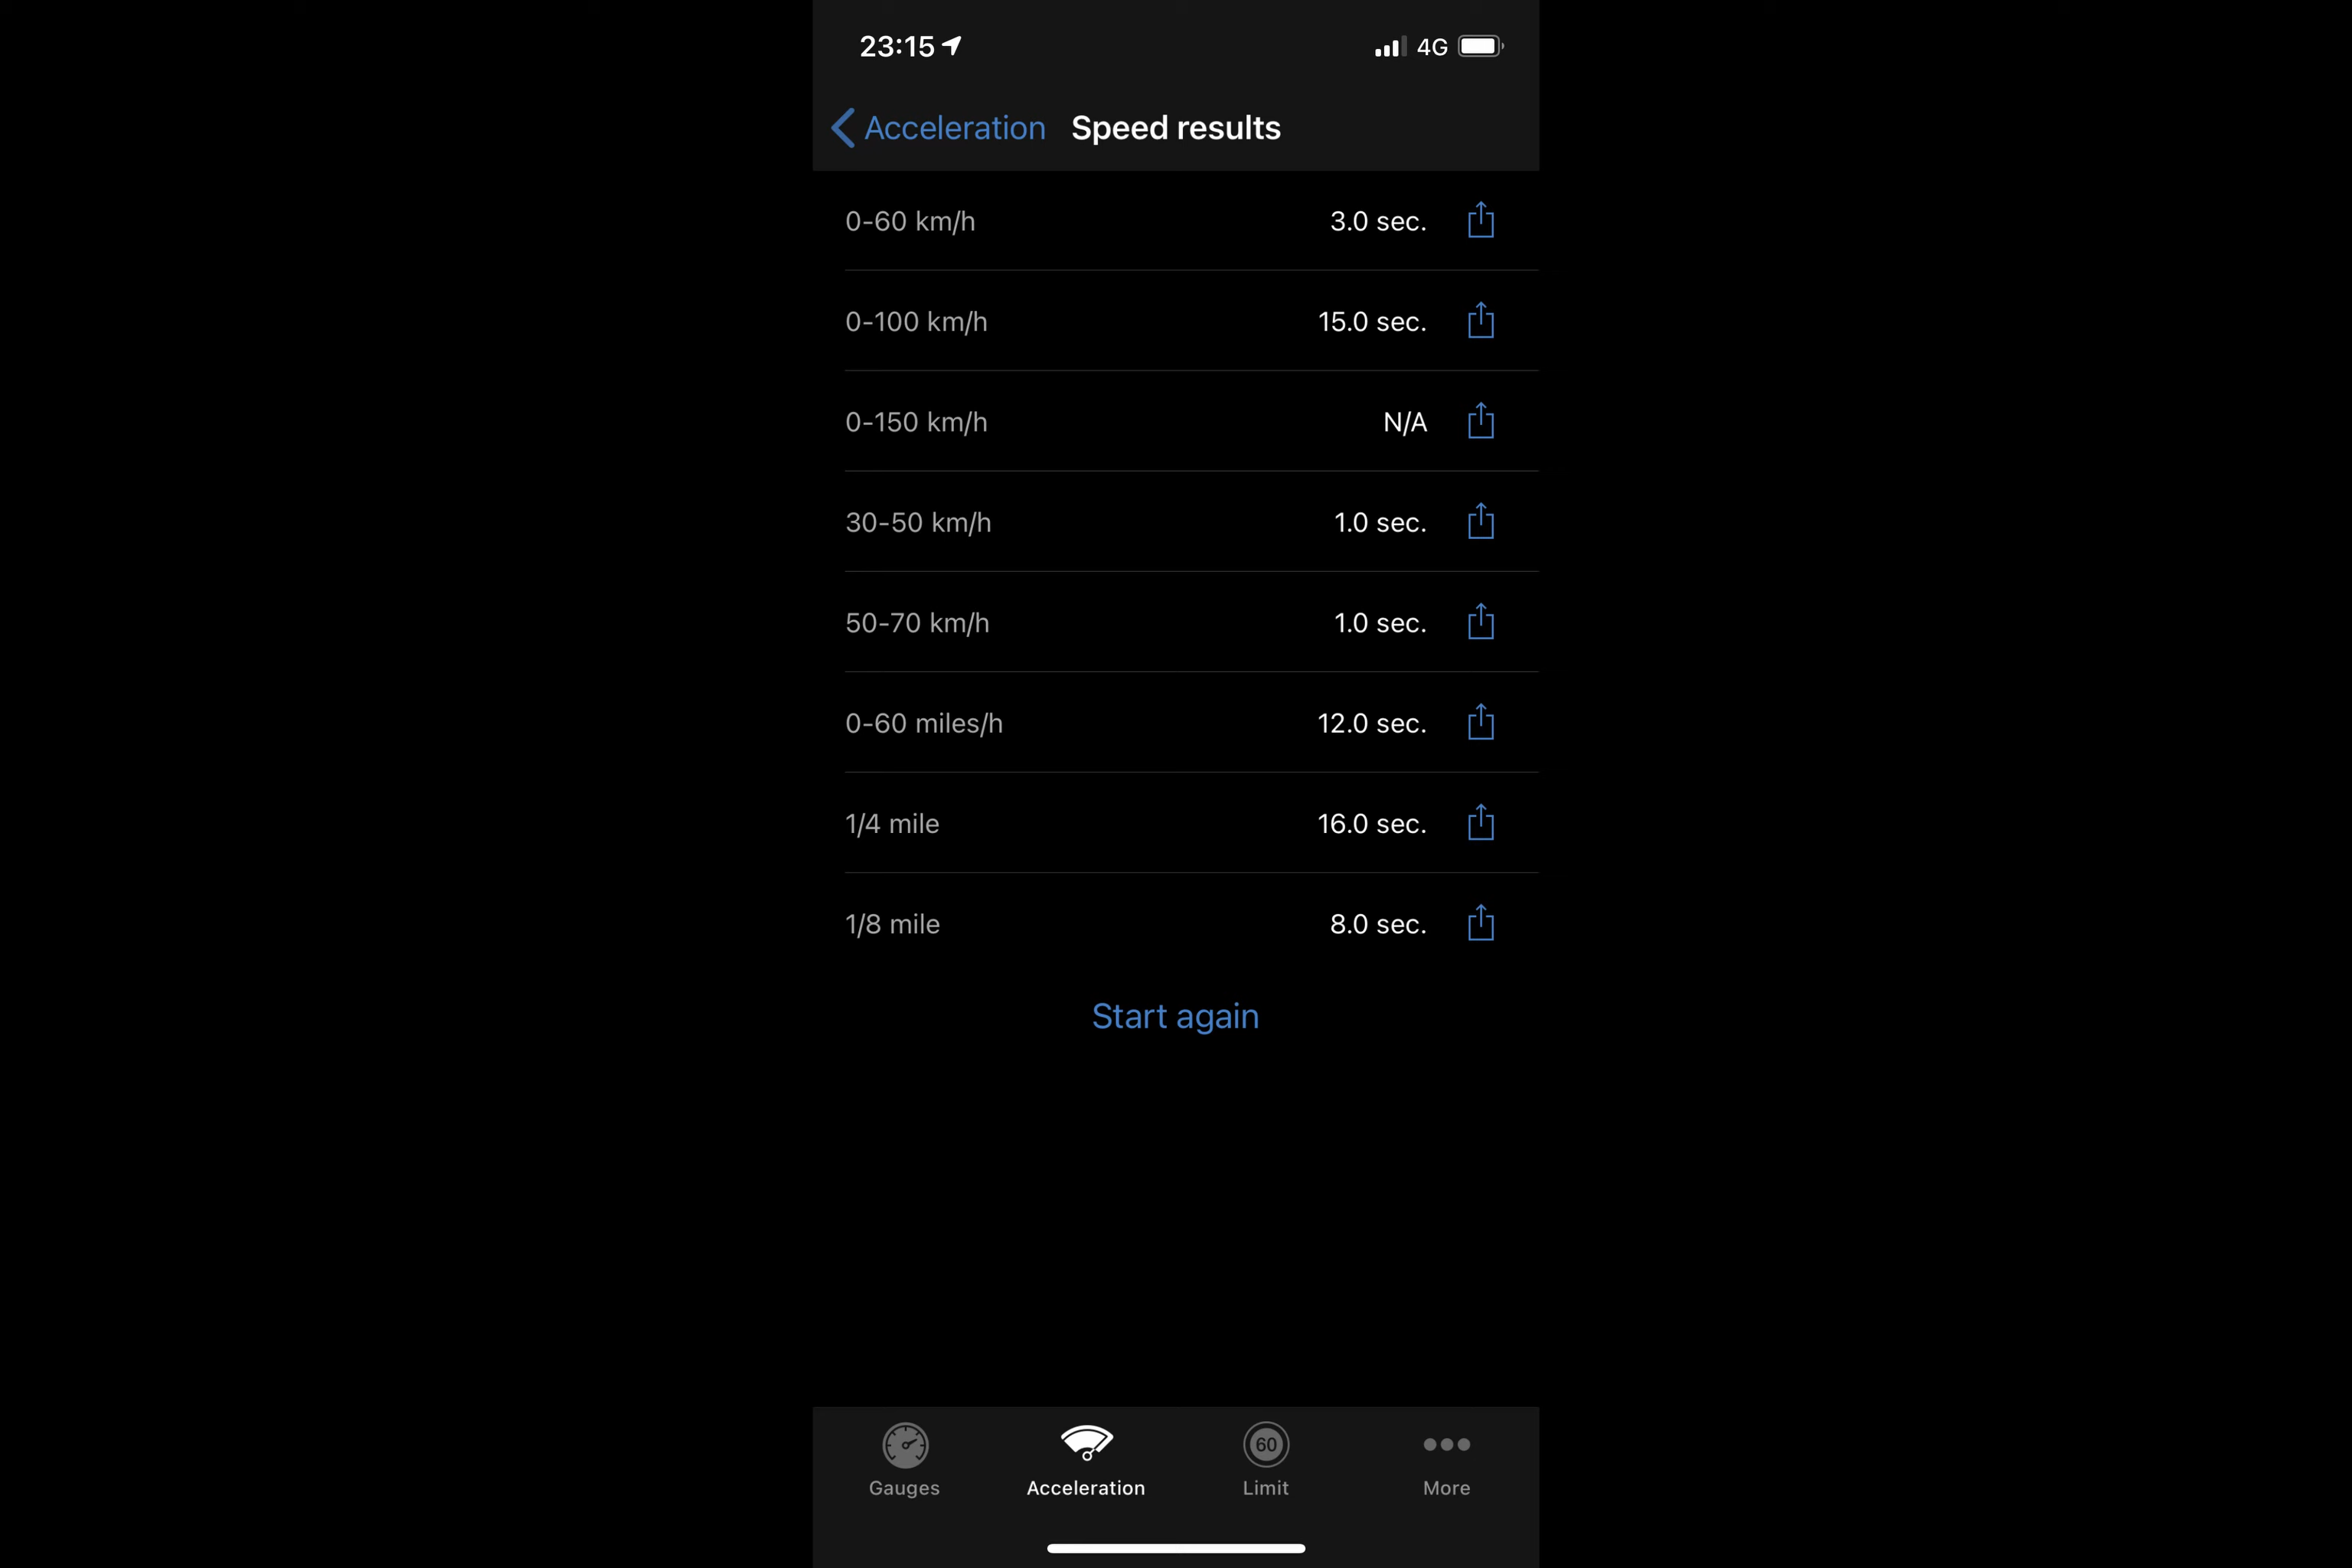 23:15 4G
Acceleration Speed results
0-60 km/h 3.0 sec.
0-100 km/h 15.0 sec.
0-150 km/h N/A
30-50 km/h 1.0 sec.
50-70 km/h 1.0 sec.
0-60 miles/h 12.0 sec.
1/4 mile 16.0 sec.
1/8 mile 8.0 sec.
Start again
60
Gauges Acceleration Limit More